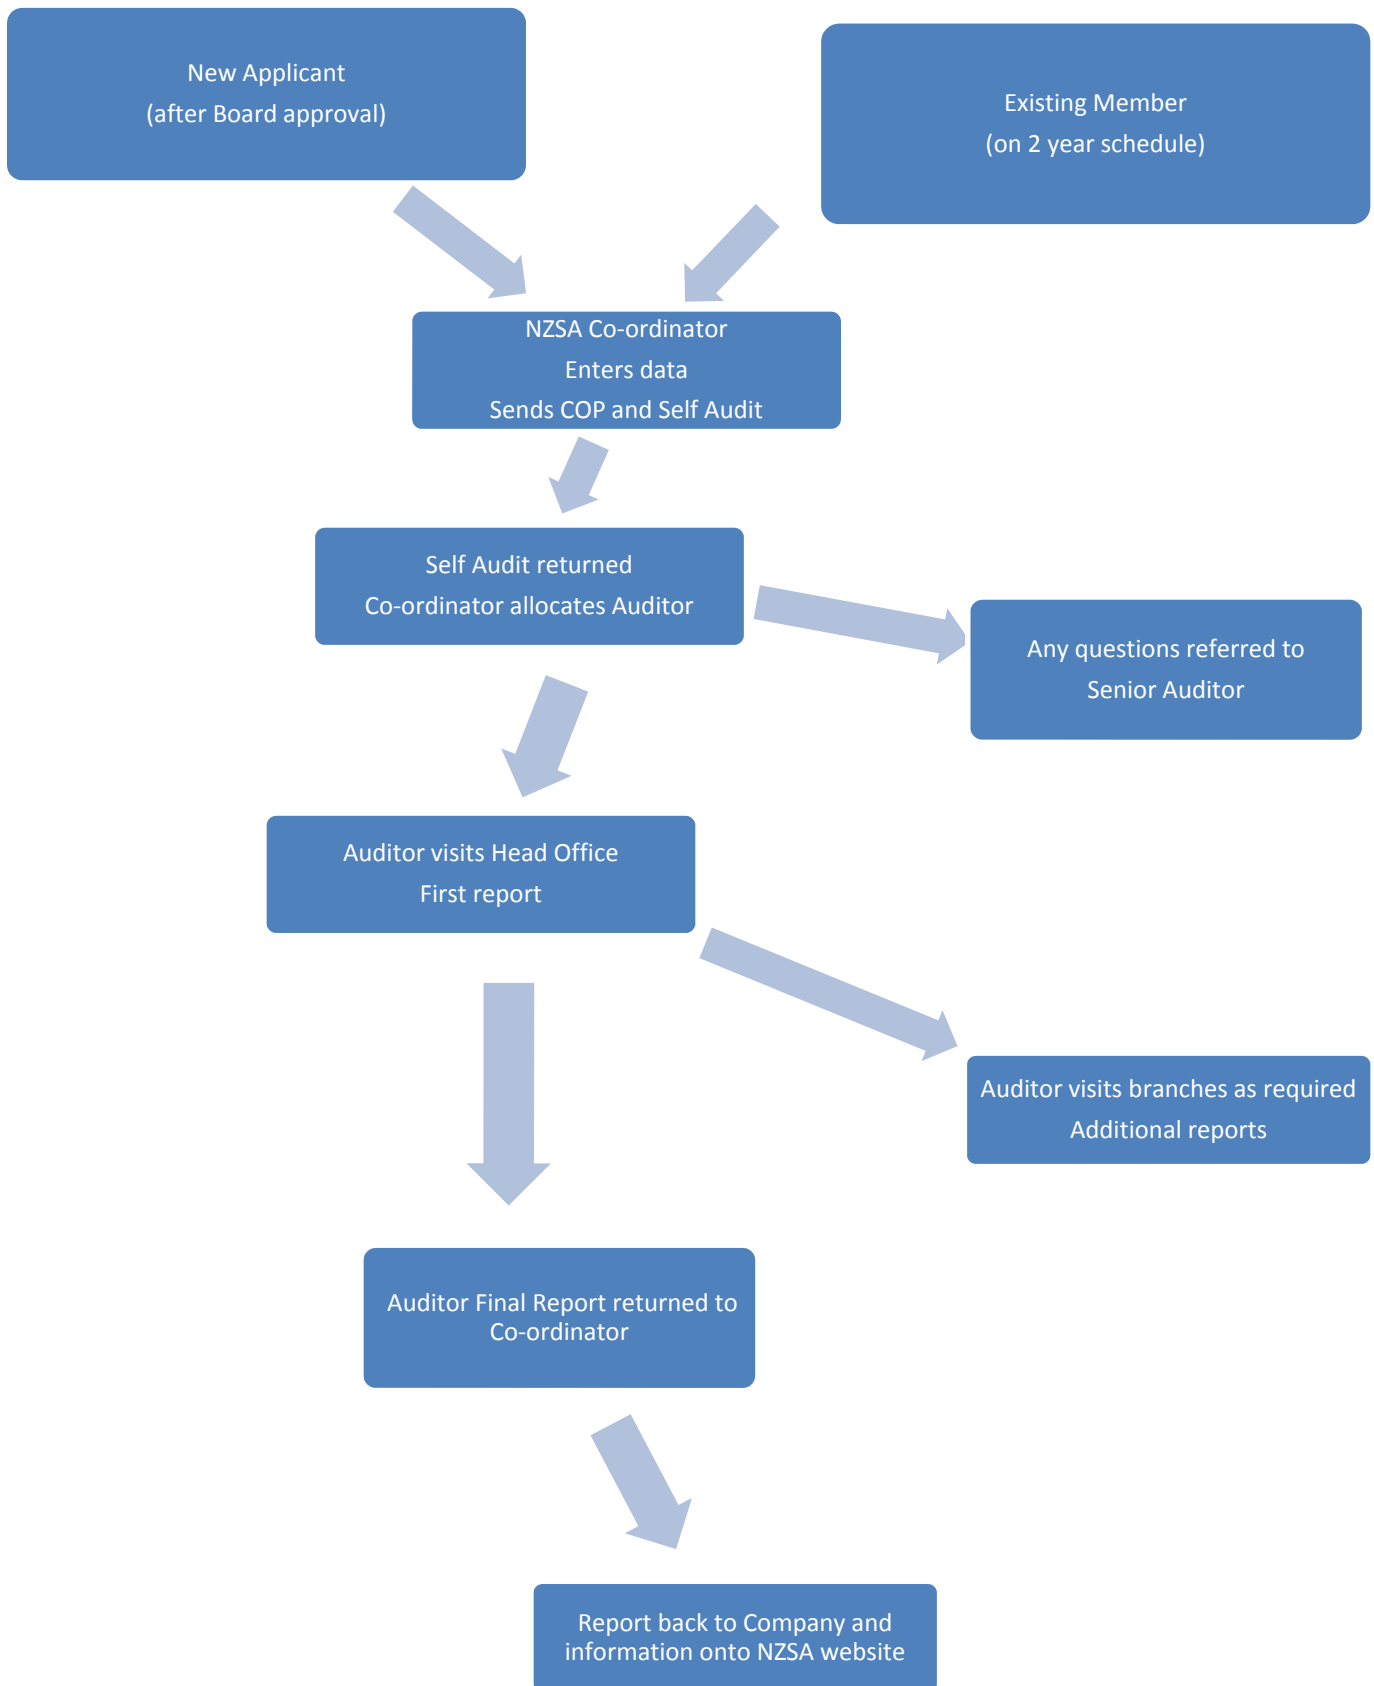 New Applicant
(after Board approval)
Existing Member
(on 2 year schedule)
NZSA Co-ordinator
Enters data
Sends COP and Self Audit
Self Audit returned
Co-ordinator allocates Auditor
Any questions referred to
Senior Auditor
Auditor visits Head Office
First report
Auditor visits branches as required
Additional reports
Auditor Final Report returned to
Co-ordinator
Report back to Company and
information onto NZSA website